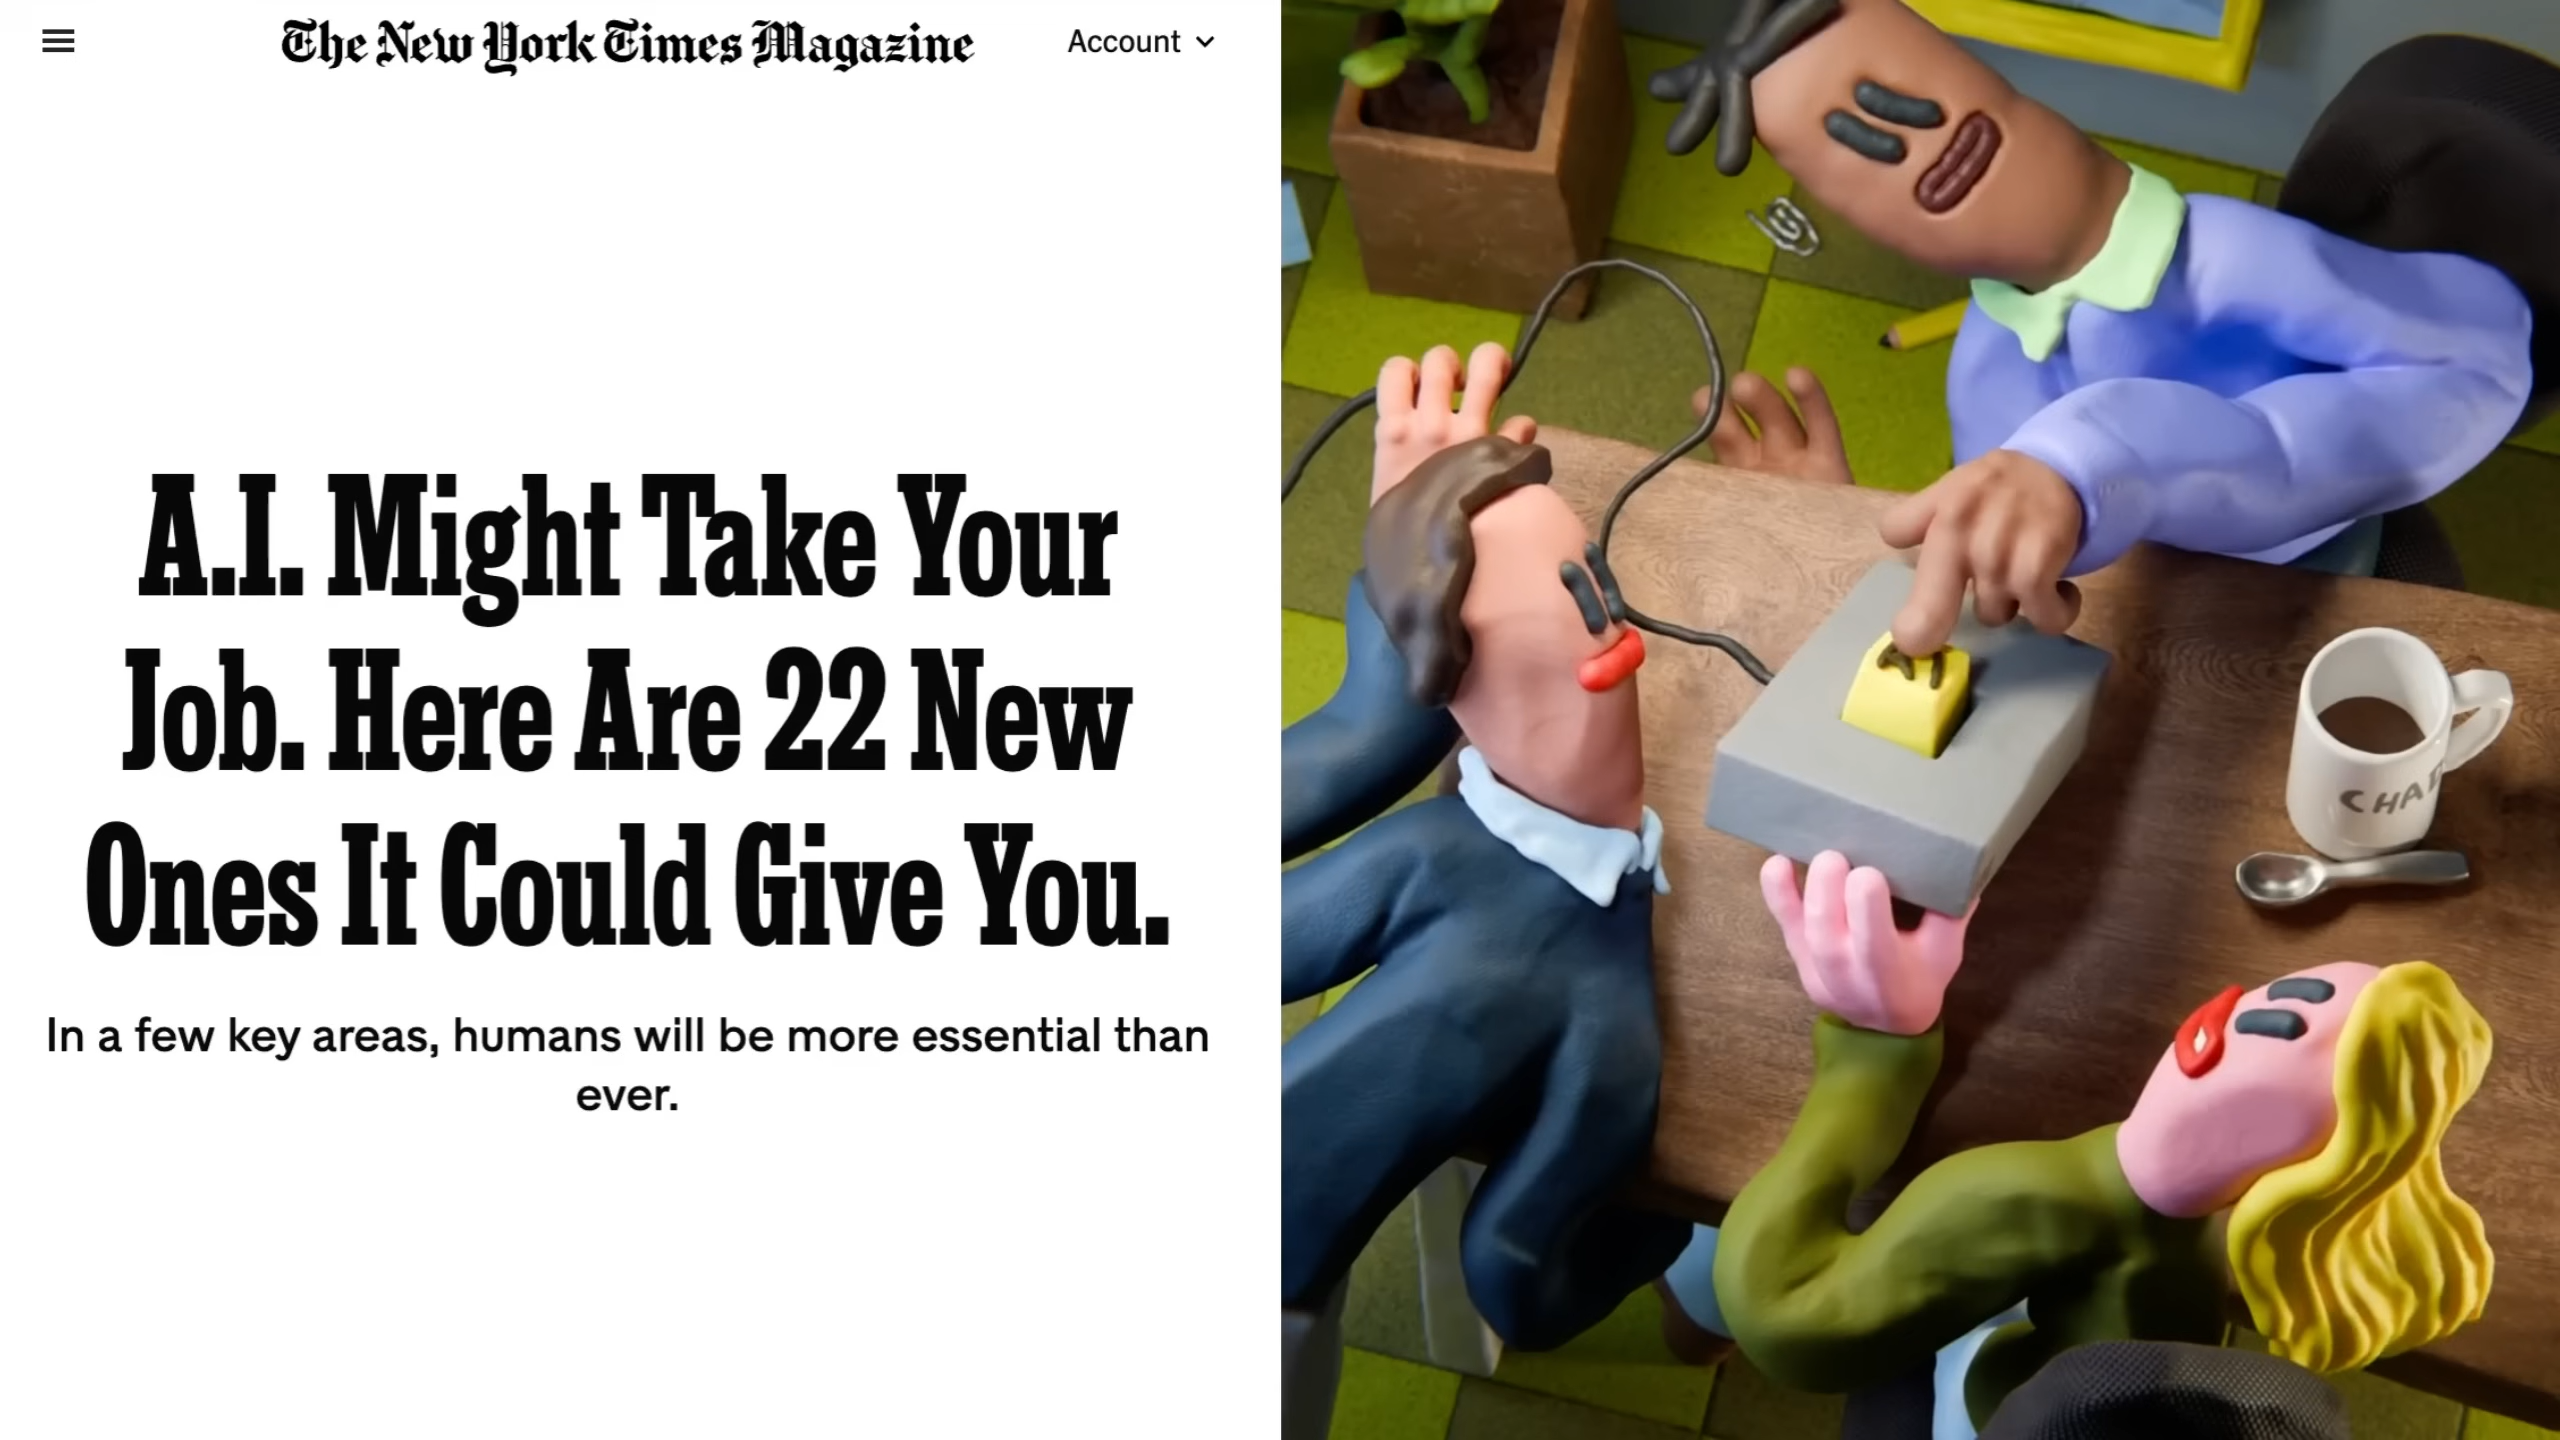 The New York Times Magazine
Account
A.I. Might Take Your
Job. Here Are 22 New
Ones It Could Give You.
In a few key areas, humans will be more essential than
ever.
AI